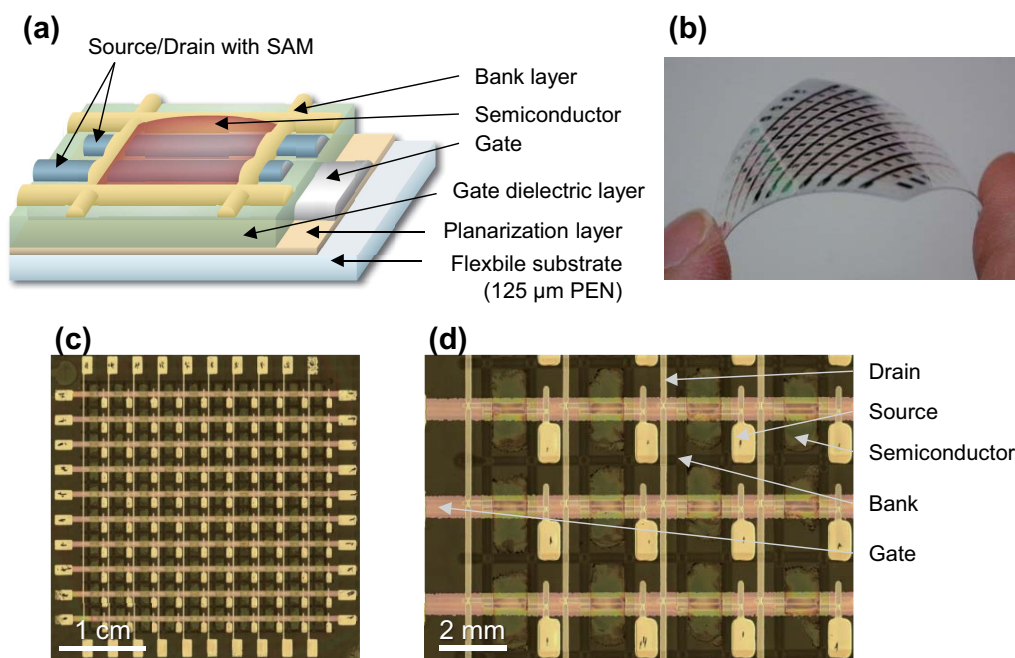 (a)
Source/Drain with SAM
Bank layer
Semiconductor
Gate
Gate dielectric layer
Planarization layer
Flexbile substrate
(125 µm PEN)
(b)
(c)
1 cm
(d)
Drain
Source
Semiconductor
Bank
Gate
2 mm